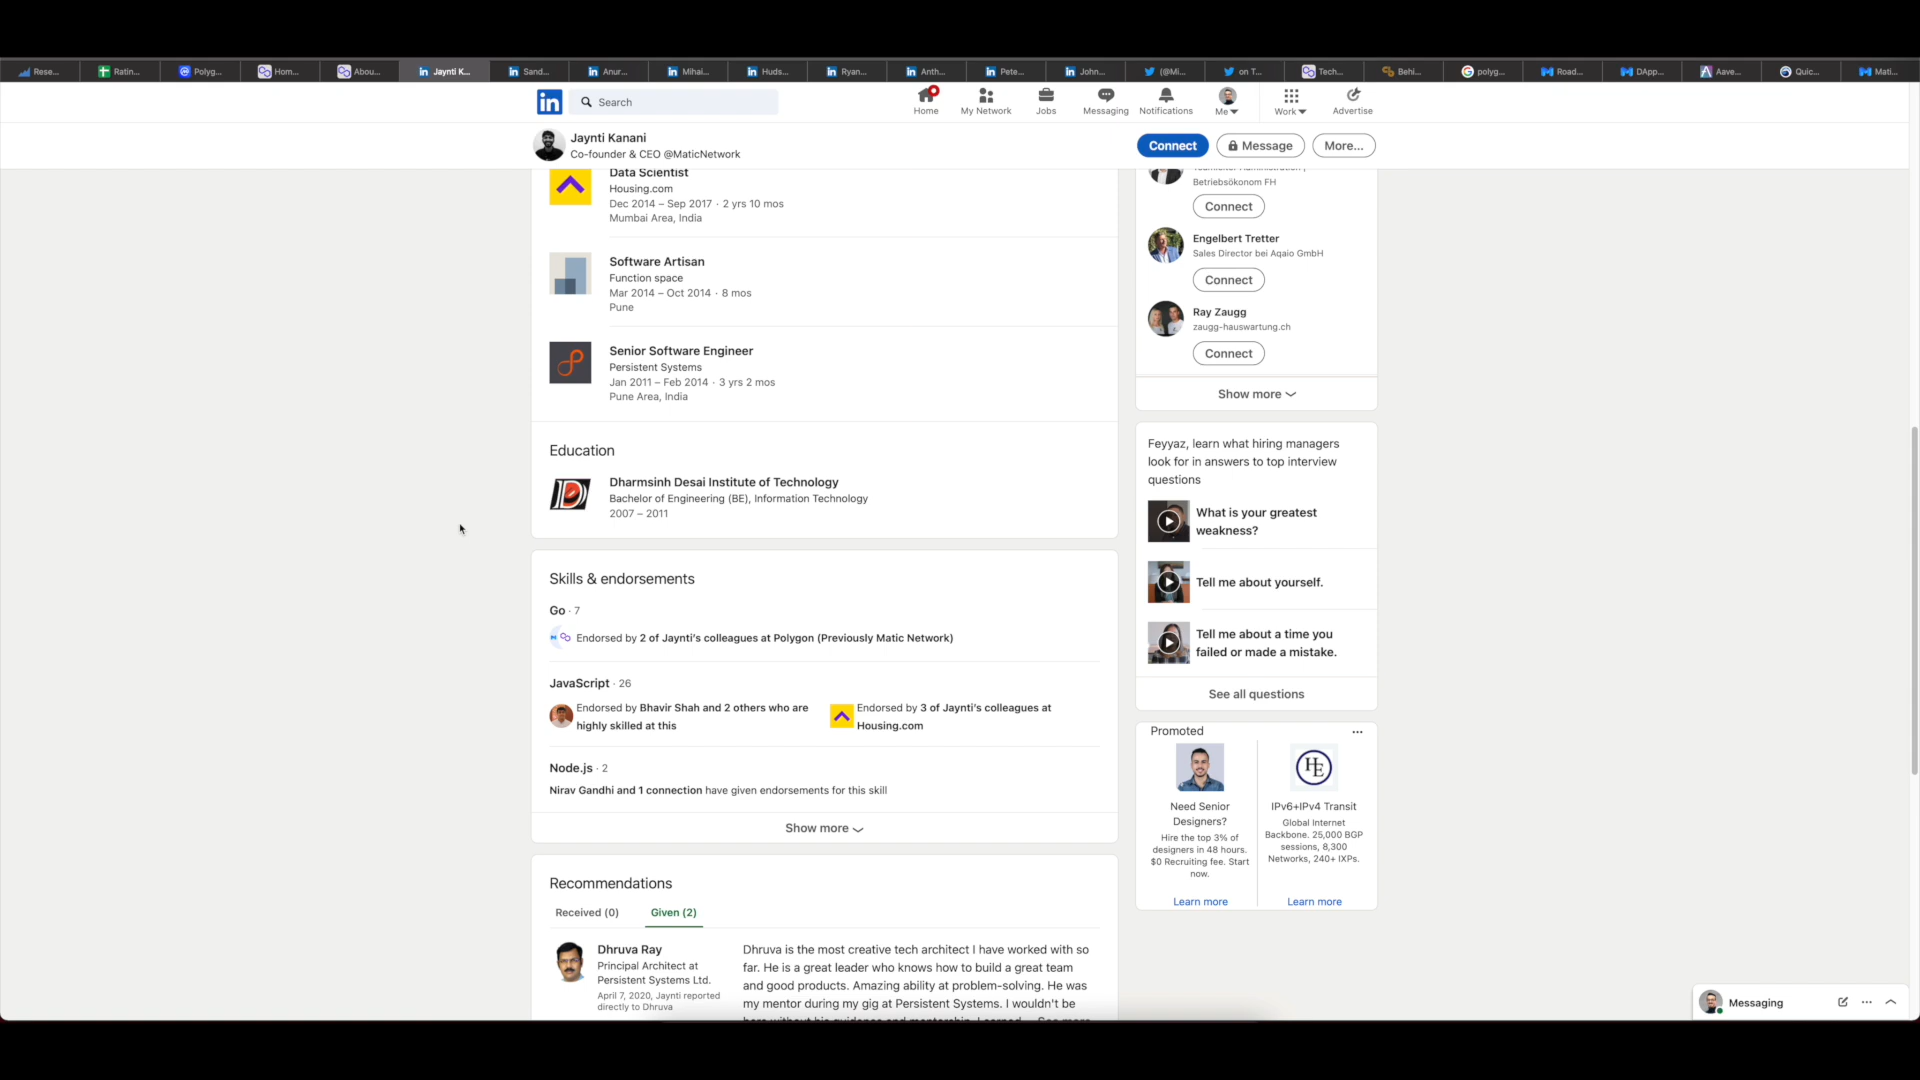 Rese...
Ratin...
Polyg...
Hom...
Abou...
Jaynti K...
Sand...
Anur...
Mihai...
Huds...
Ryan...
Anth...
Pete...
John...
(@Mi...
on T...
Tech...
Behi...
polyg...
Road...
DApp...
Aave...
Quic...
Mati...
in
Search
Home
My Network
Jobs
Messaging
Notifications
Me
Work
Advertise
Jaynti Kanani
Co-founder & CEO @MaticNetwork
Connect
Message
More...
Data Scientist
Housing.com
Dec 2014 – Sep 2017 · 2 yrs 10 mos
Mumbai Area, India
Software Artisan
Function space
Mar 2014 – Oct 2014 · 8 mos
Pune
Senior Software Engineer
Persistent Systems
Jan 2011 – Feb 2014 · 3 yrs 2 mos
Pune Area, India
Education
Dharmsinh Desai Institute of Technology
Bachelor of Engineering (BE), Information Technology
2007 – 2011
Skills & endorsements
Go · 7
Endorsed by 2 of Jaynti's colleagues at Polygon (Previously Matic Network)
JavaScript · 26
Endorsed by Bhavir Shah and 2 others who are
highly skilled at this
Endorsed by 3 of Jaynti's colleagues at
Housing.com
Node.js · 2
Nirav Gandhi and 1 connection have given endorsements for this skill
Show more
Recommendations
Received (0)
Given (2)
Dhruva Ray
Principal Architect at
Persistent Systems Ltd.
April 7, 2020, Jaynti reported
directly to Dhruva
Dhruva is the most creative tech architect I have worked with so
far. He is a great leader who knows how to build a great team
and good products. Amazing ability at problem-solving. He was
my mentor during my gig at Persistent Systems. I wouldn't be
Betriebsökonom FH
Connect
Engelbert Tretter
Sales Director bei Aqaio GmbH
Connect
Ray Zaugg
zaugg-hauswartung.ch
Connect
Show more
Feyyaz, learn what hiring managers
look for in answers to top interview
questions
What is your greatest
weakness?
Tell me about yourself.
Tell me about a time you
failed or made a mistake.
See all questions
Promoted
Need Senior
Designers?
Hire the top 3% of
designers in 48 hours.
$0 Recruiting fee. Start
now.
Learn more
HE
IPv6+IPv4 Transit
Global Internet
Backbone. 25,000 BGP
sessions, 8,300
Networks, 240+ IXPs.
Learn more
Messaging